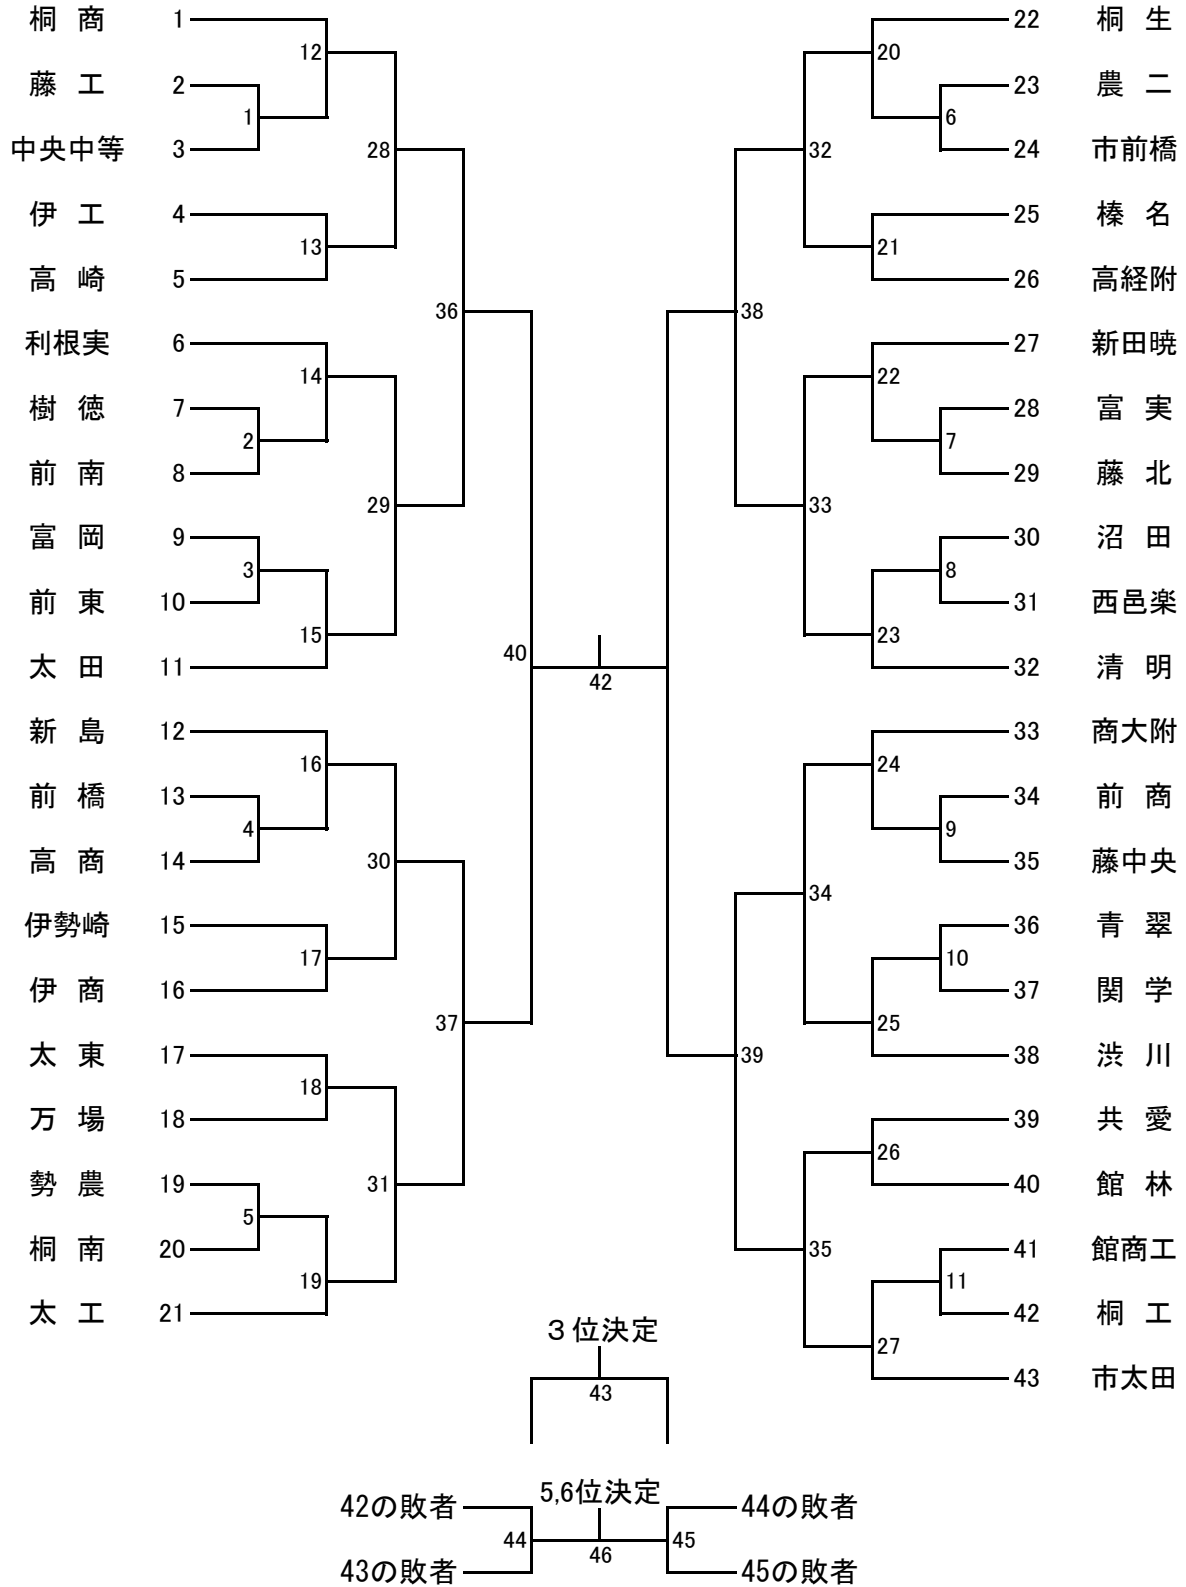 桐 商 1
藤 工 2
中央中等 3
伊 工 4
高 崎 5
利根実 6
樹 徳 7
前 南 8
富 岡 9
前 東 10
太 田 11
新 島 12
前 橋 13
高 商 14
伊勢崎 15
伊 商 16
太 東 17
万 場 18
勢 農 19
桐 南 20
太 工 21
1
2
3
4
5
12
13
14
15
16
17
18
19
28
29
30
31
36
37
40
42
38
39
32
33
34
35
20
21
22
23
24
25
26
27
6
7
8
9
10
11
22 桐 生
23 農 二
24 市前橋
25 榛 名
26 高経附
27 新田暁
28 富 実
29 藤 北
30 沼 田
31 西邑楽
32 清 明
33 商大附
34 前 商
35 藤中央
36 青 翠
37 関 学
38 渋 川
39 共 愛
40 館 林
41 館商工
42 桐 工
43 市太田
３位決定
43
5,6位決定
42の敗者
43の敗者
44
46
45
44の敗者
45の敗者